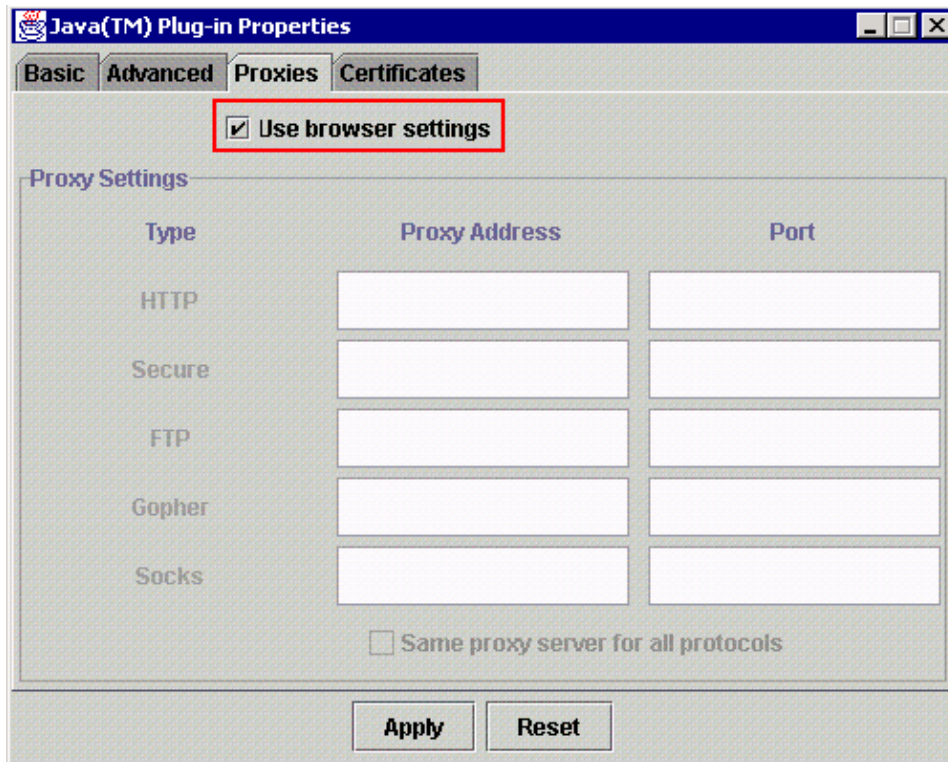 Java(TM) Plug-in Properties
Basic Advanced Proxies Certificates
Use browser settings
Proxy Settings
Type Proxy Address Port
HTTP
Secure
FTP
Gopher
Socks
Same proxy server for all protocols
Apply Reset